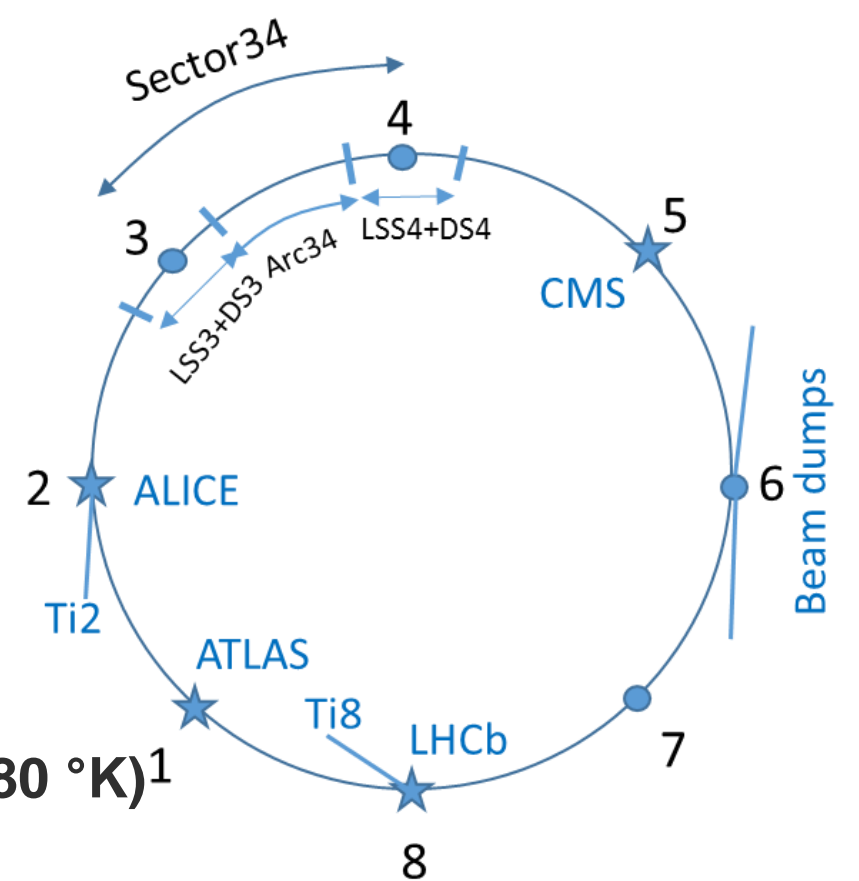 Sector34
4
3
5
LSS4+DS4
Arc34
LSS3+DS3
CMS
2
ALICE
6
Beam dumps
Ti2
ATLAS
Ti8
LHCb
7
80 °K)
1
8